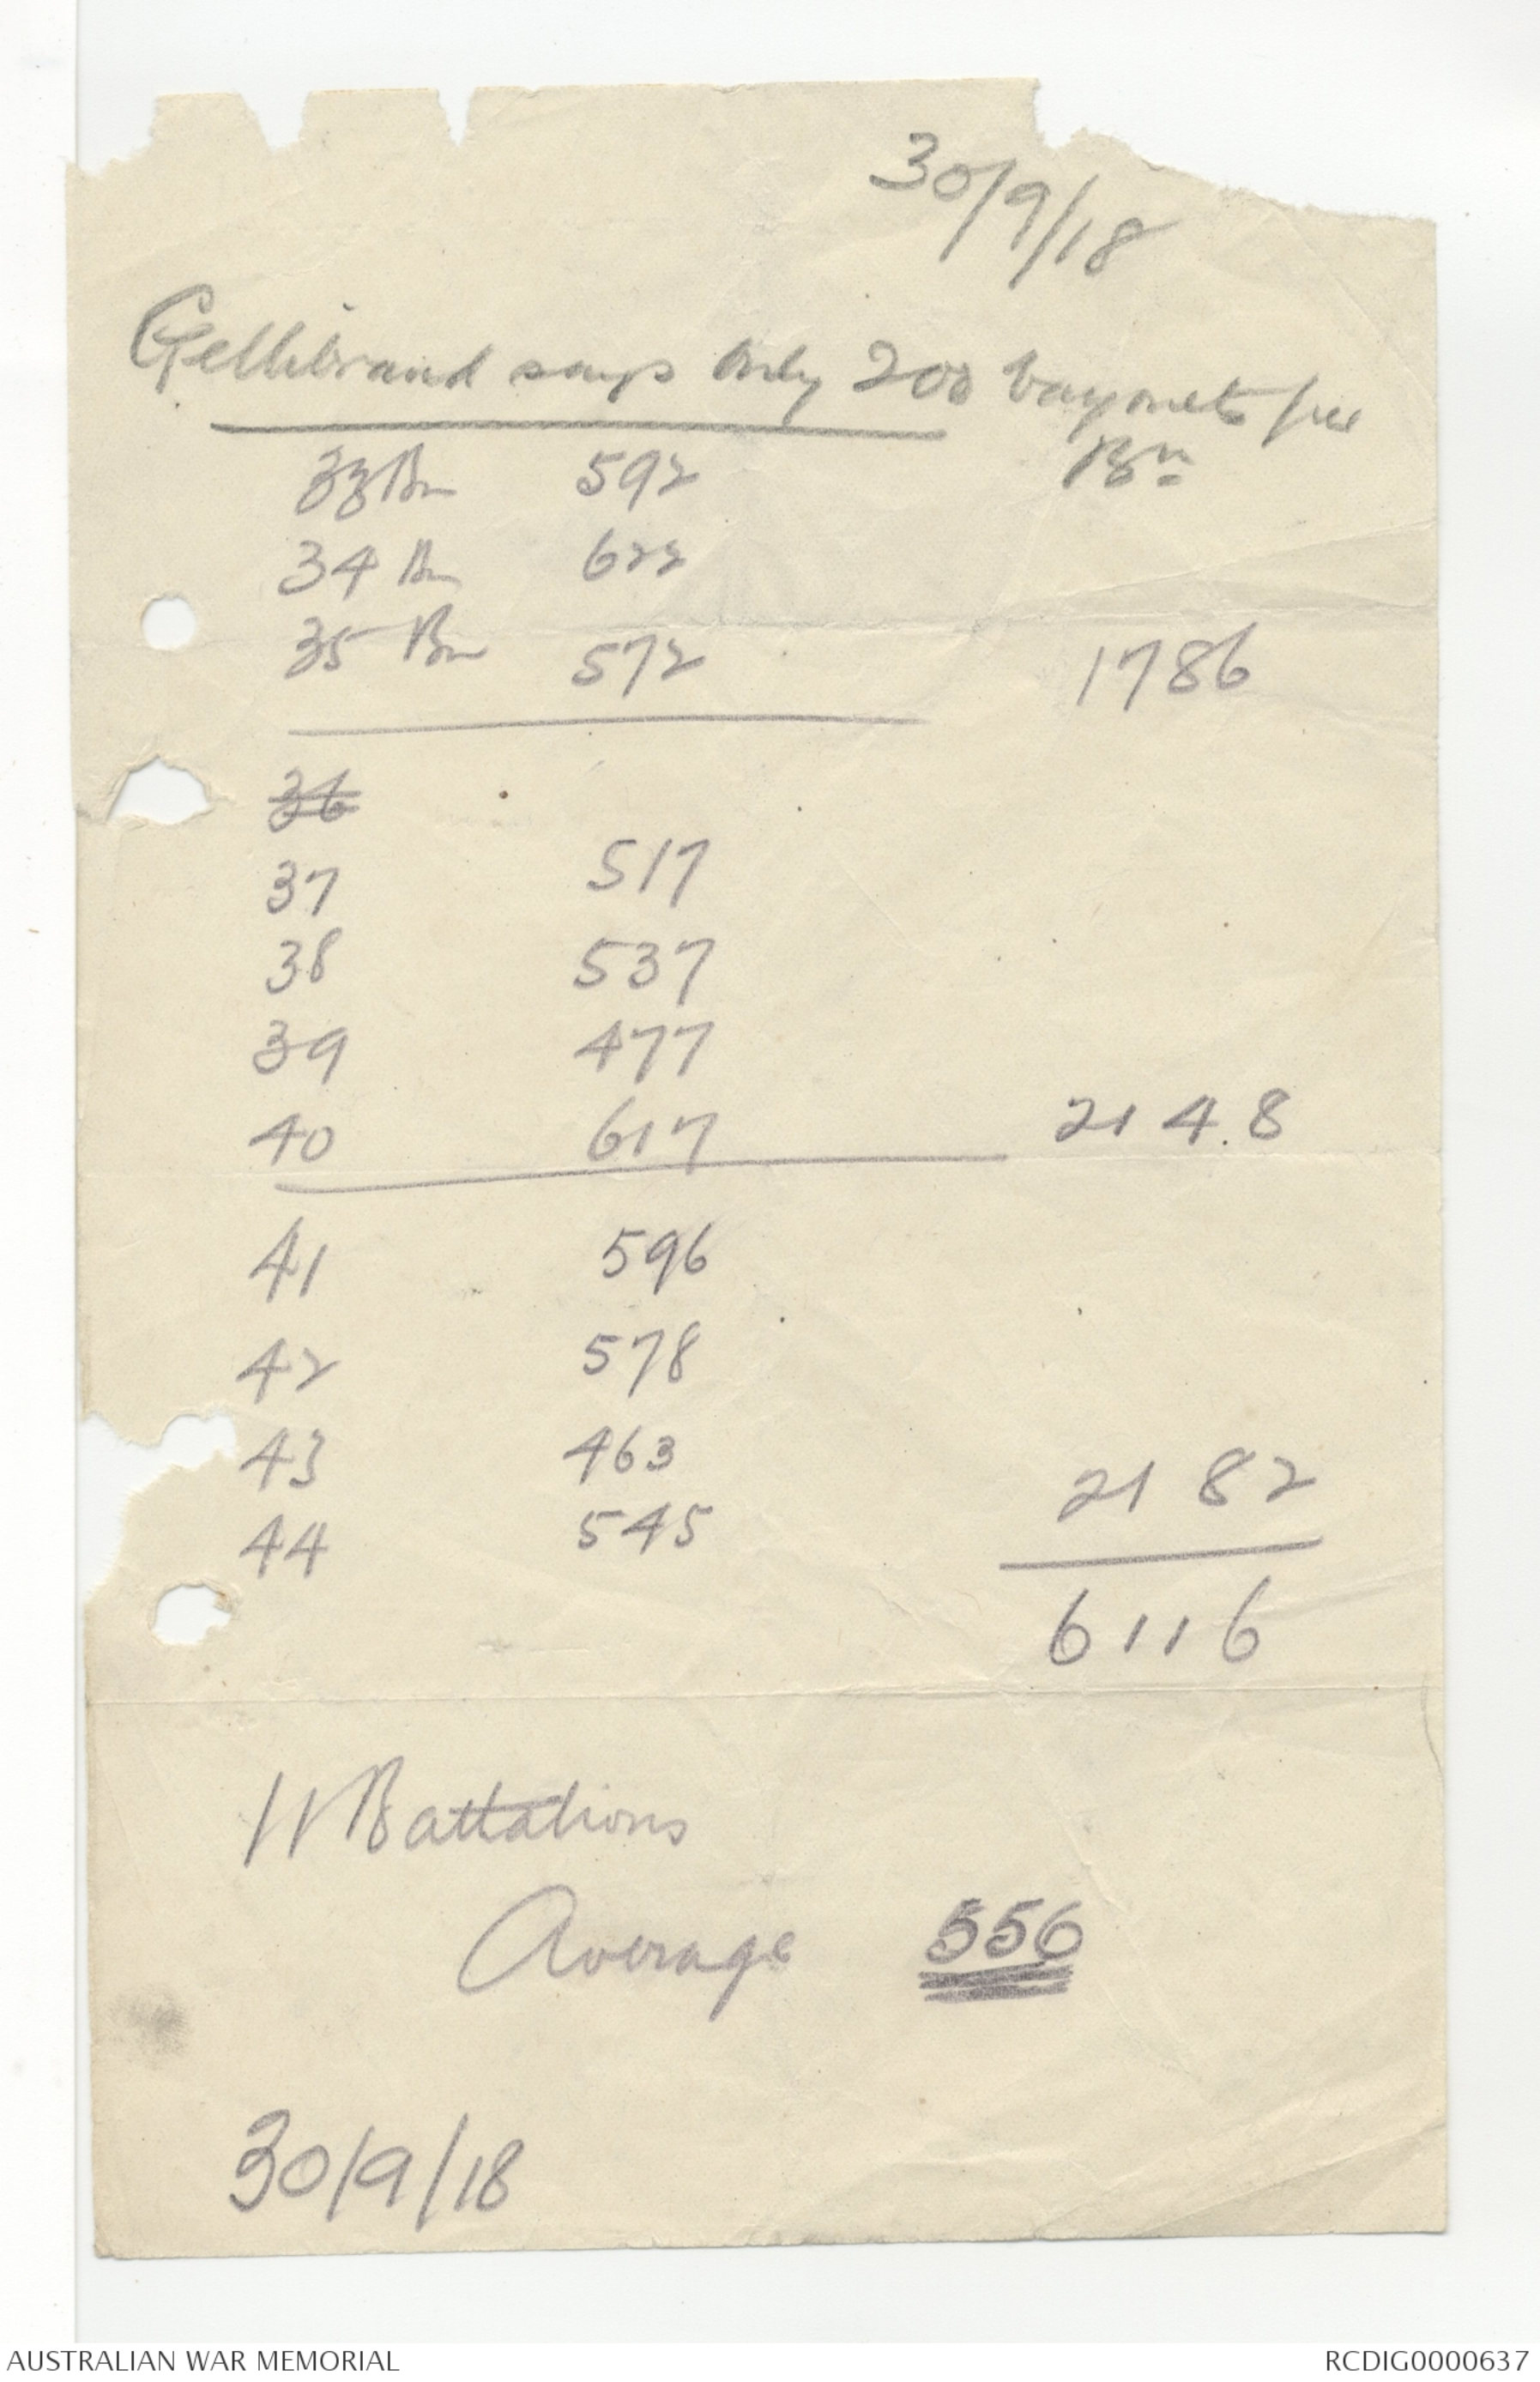 30/9/18
Gellibrand says only 200 bayonets per
Bn
33 Bn 592
34 Bn 622
35 Bn 572 1786
36
37 517
38 537
39 477
40 617 2148
41 596
42 578
43 463
44 545 2182
6116
11 Battalions
Average 556
30/9/18
AUSTRALIAN WAR MEMORIAL RCDIG0000637